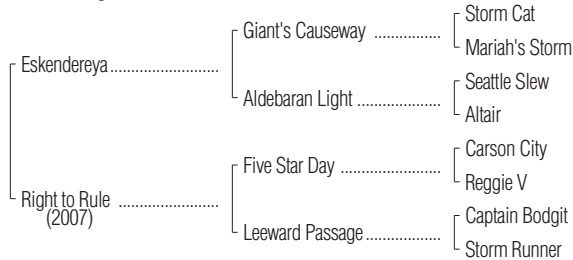 Storm Cat
Giant's Causeway ................
Mariah's Storm
Eskendereya ......................
Seattle Slew
Aldebaran Light .................
Altair
Carson City
Five Star Day ....................
Reggie V
Right to Rule ....................
(2007)
Captain Bodgit
Leeward Passage ...............
Storm Runner